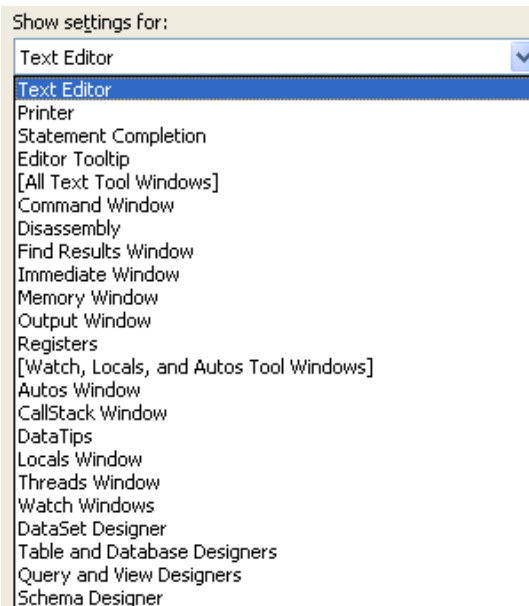 Show settings for:
Text Editor
Text Editor
Printer
Statement Completion
Editor Tooltip
[All Text Tool Windows]
Command Window
Disassembly
Find Results Window
Immediate Window
Memory Window
Output Window
Registers
[Watch, Locals, and Autos Tool Windows]
Autos Window
CallStack Window
DataTips
Locals Window
Threads Window
Watch Windows
DataSet Designer
Table and Database Designers
Query and View Designers
Schema Designer